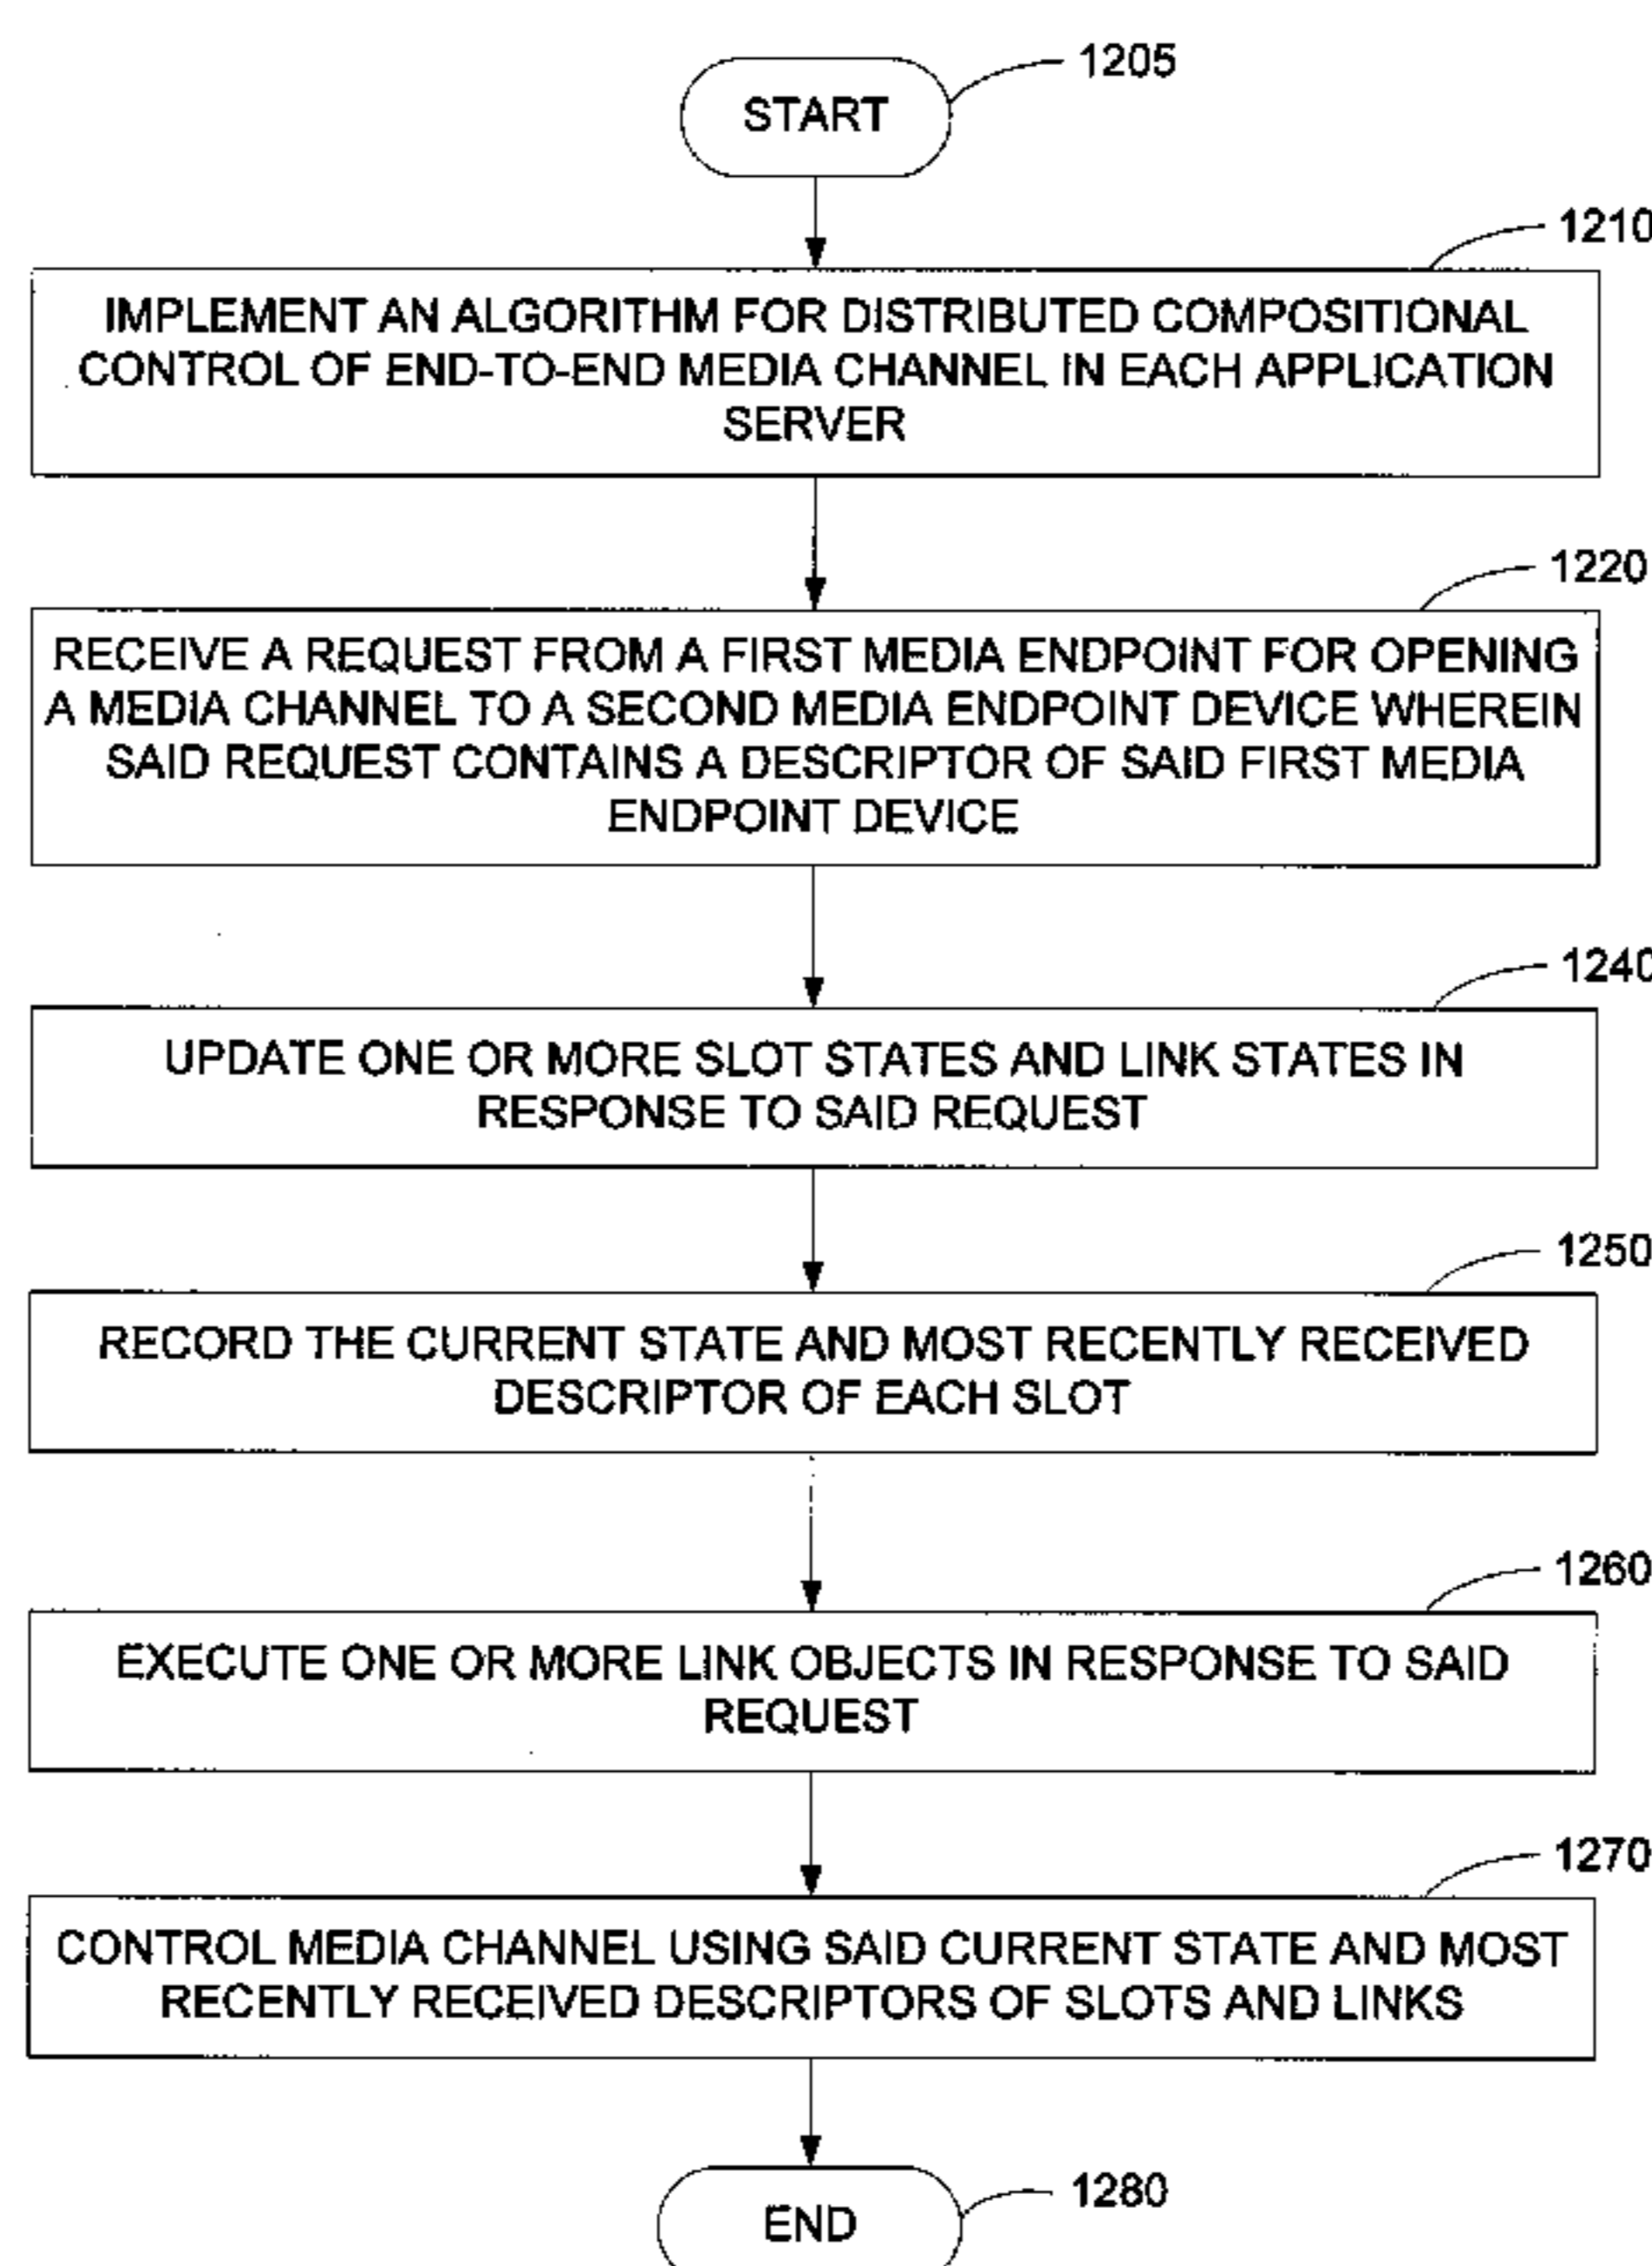 START
1205
1210
IMPLEMENT AN ALGORITHM FOR DISTRIBUTED COMPOSITIONAL
CONTROL OF END-TO-END MEDIA CHANNEL IN EACH APPLICATION
SERVER
1220
RECEIVE A REQUEST FROM A FIRST MEDIA ENDPOINT FOR OPENING
A MEDIA CHANNEL TO A SECOND MEDIA ENDPOINT DEVICE WHEREIN
SAID REQUEST CONTAINS A DESCRIPTOR OF SAID FIRST MEDIA
ENDPOINT DEVICE
1240
UPDATE ONE OR MORE SLOT STATES AND LINK STATES IN
RESPONSE TO SAID REQUEST
1250
RECORD THE CURRENT STATE AND MOST RECENTLY RECEIVED
DESCRIPTOR OF EACH SLOT
1260
EXECUTE ONE OR MORE LINK OBJECTS IN RESPONSE TO SAID
REQUEST
1270
CONTROL MEDIA CHANNEL USING SAID CURRENT STATE AND MOST
RECENTLY RECEIVED DESCRIPTORS OF SLOTS AND LINKS
1280
END